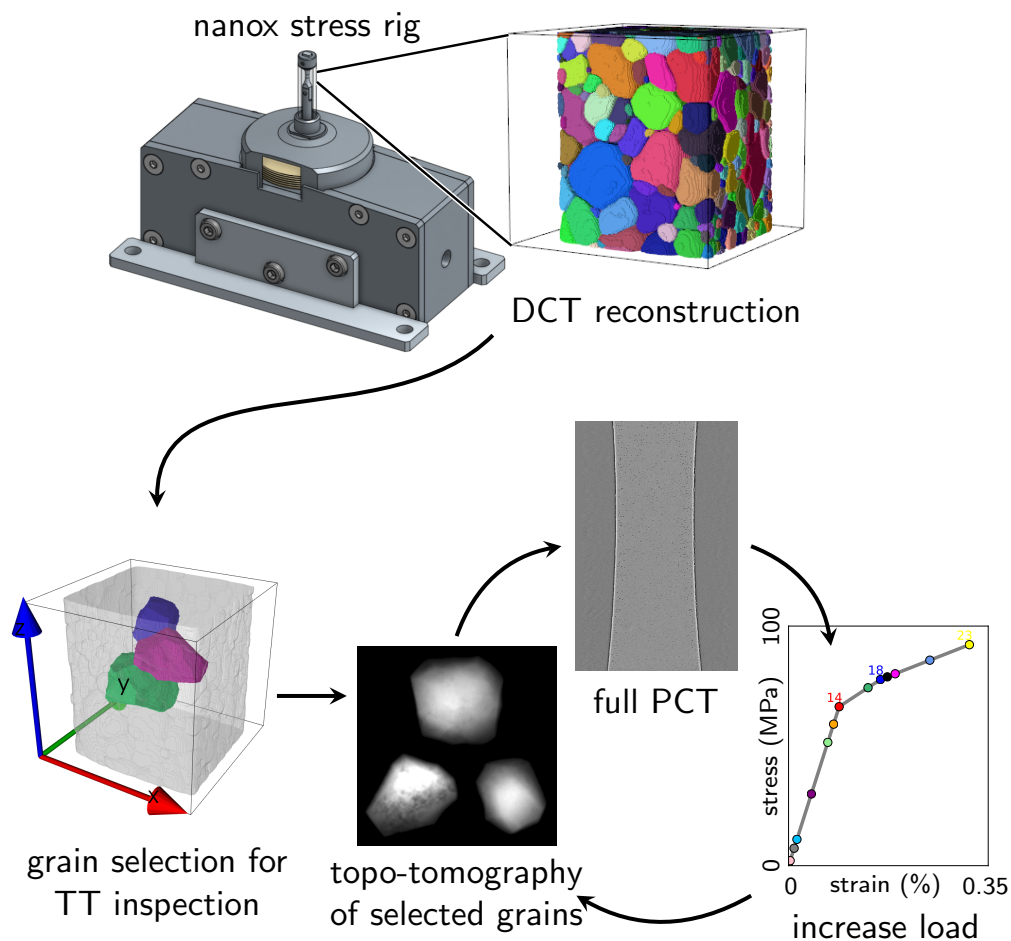 nanox stress rig
DCT reconstruction
z
y
x
grain selection for
TT inspection
topo-tomography
of selected grains
full PCT
100
stress (MPa)
0
14
18
23
0
strain (%)
0.35
increase load